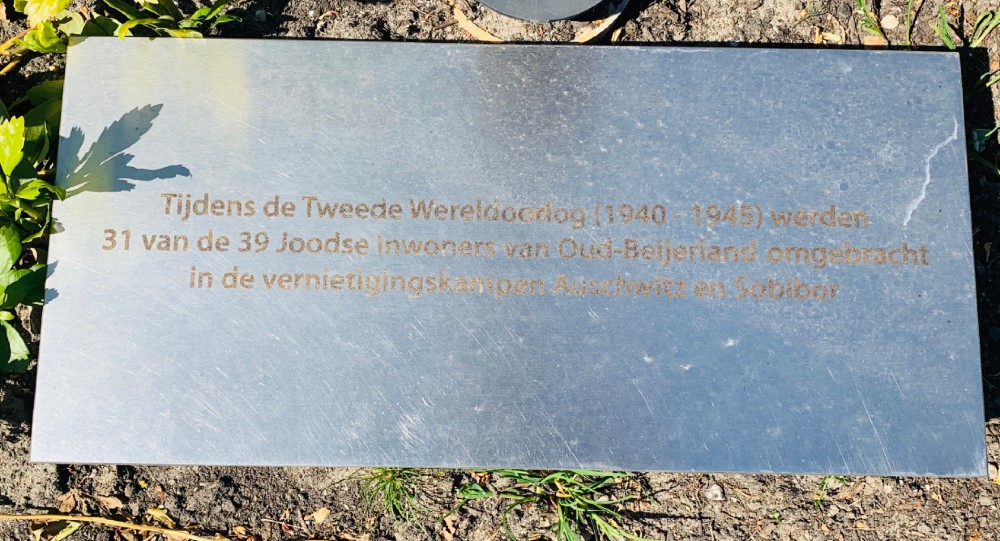 Tijdens de Tweede Wereldoorlog (1940 - 1945) werden
31 van de 39 Joodse inwoners van Oud-Beijerland omgebracht
in de vernietigingskampen Auschwitz en Sobibor